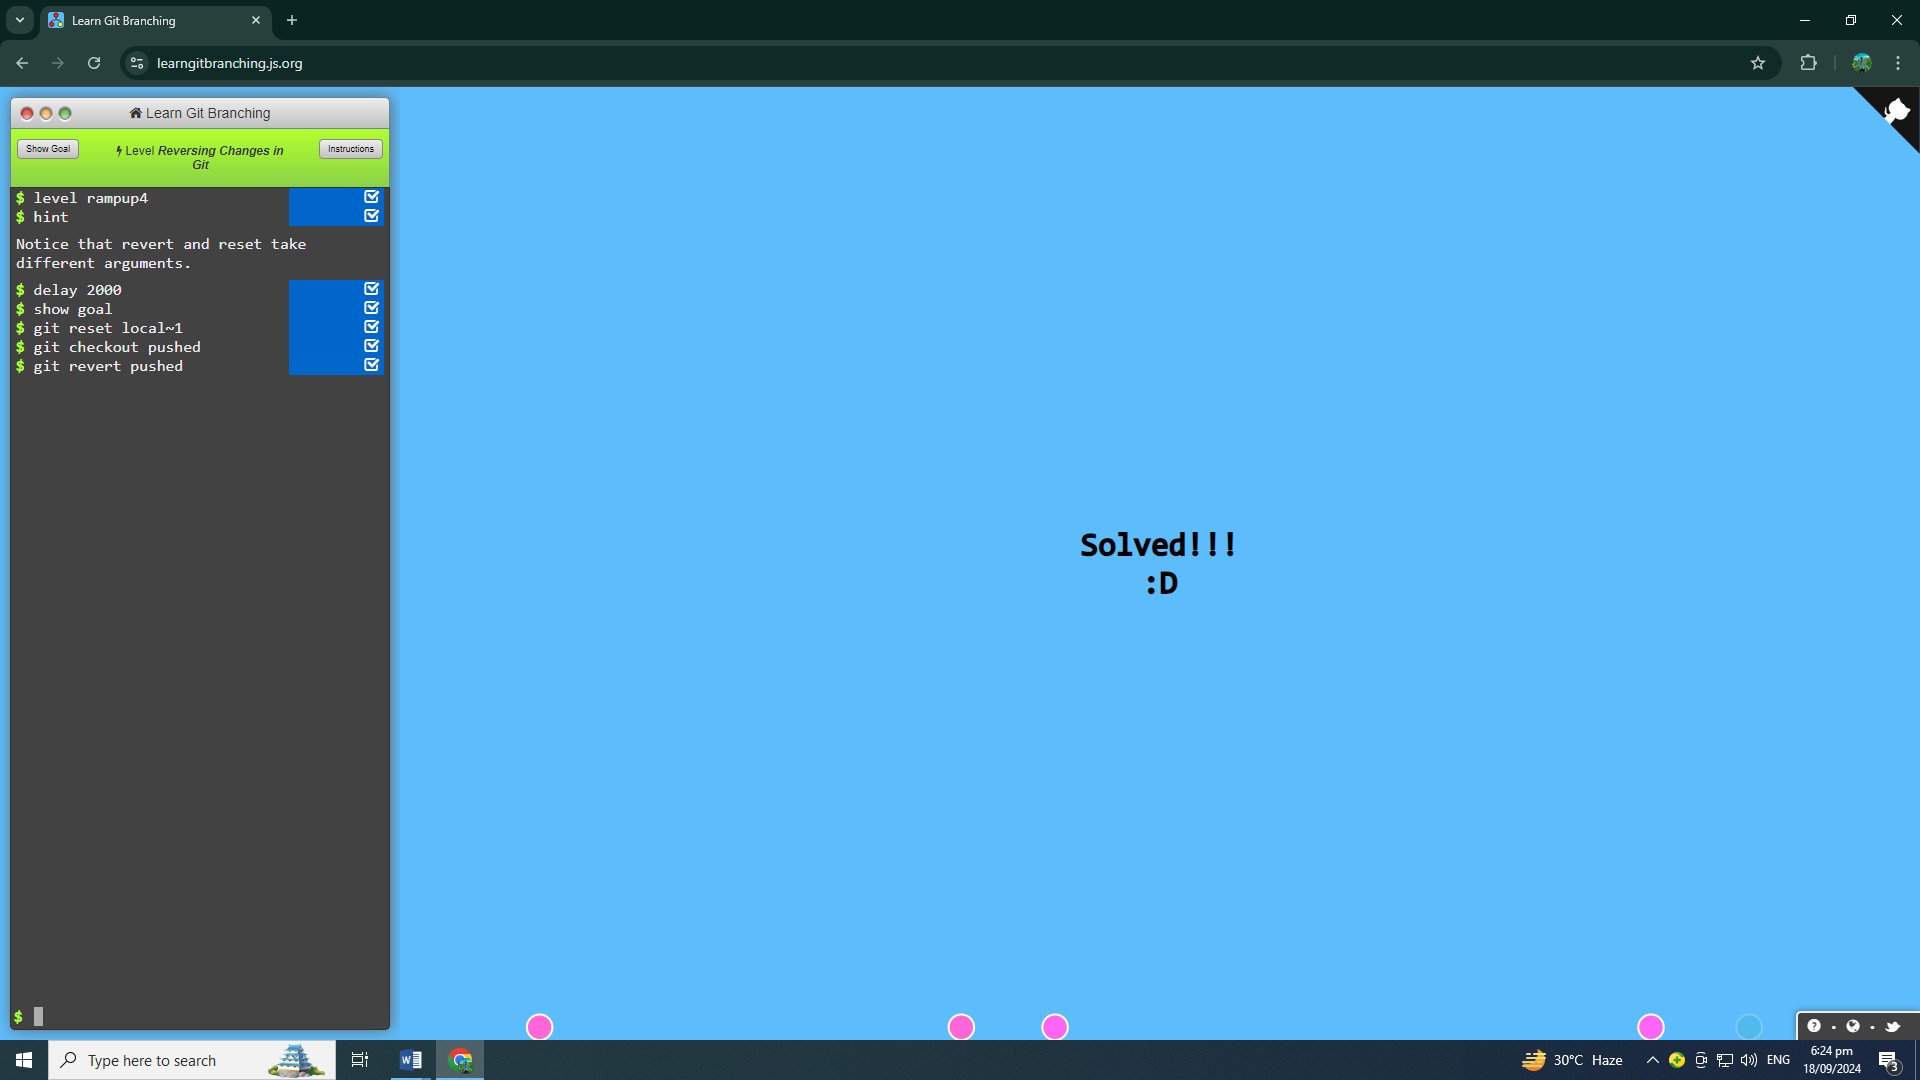 Learn Git Branching
learngitbranching.js.org
Learn Git Branching
Show Goal
Level Reversing Changes in
Git
Instructions
$ level rampup4
$ hint
Notice that revert and reset take
different arguments.
$ delay 2000
$ show goal
$ git reset local~1
$ git checkout pushed
$ git revert pushed
Solved!!!
:D
$
Type here to search
30°C Haze
ENG
6:24 pm
18/09/2024
3